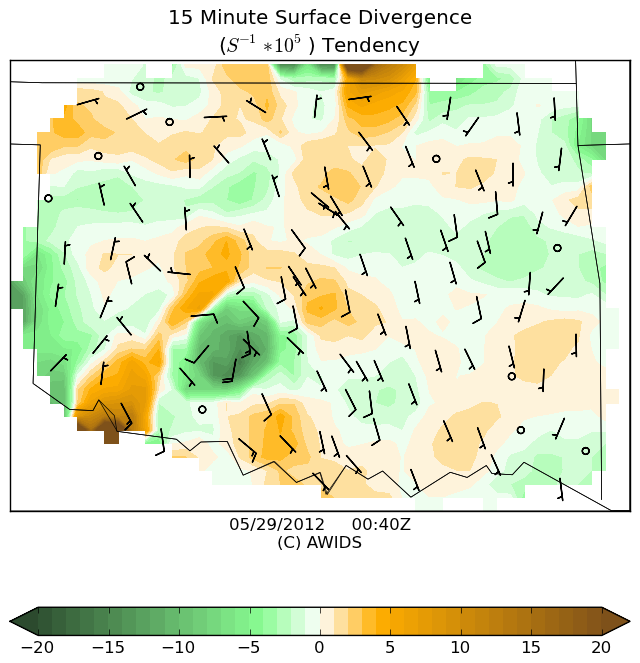 15 Minute Surface Divergence
(S⁻¹ *10⁵ ) Tendency
05/29/2012 00:40Z
(C) AWIDS
−20 −15 −10 −5 0 5 10 15 20